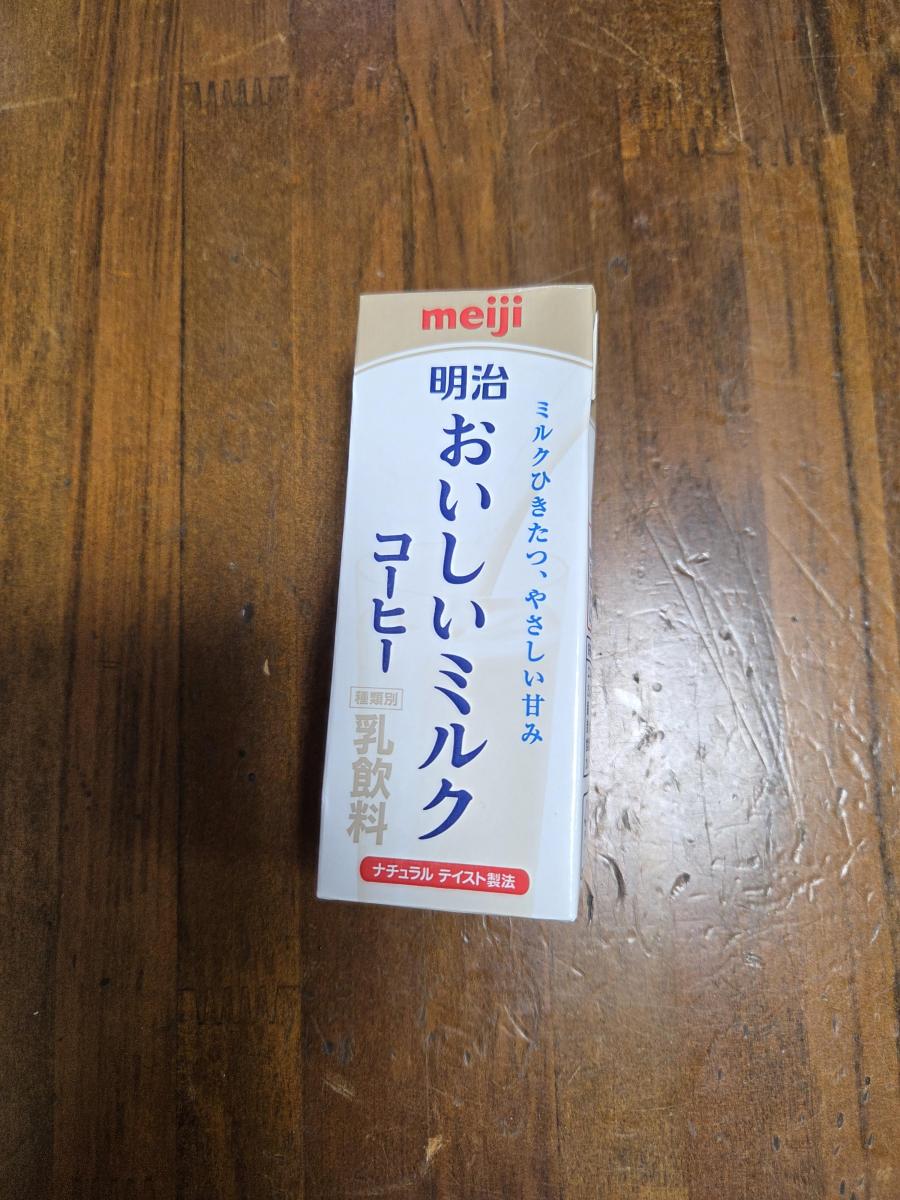 meiji
明治
ミルクひきたつ、やさしい甘み
おいしいミルク
コーヒー
種類別
乳飲料
ナチュラル テイスト製法